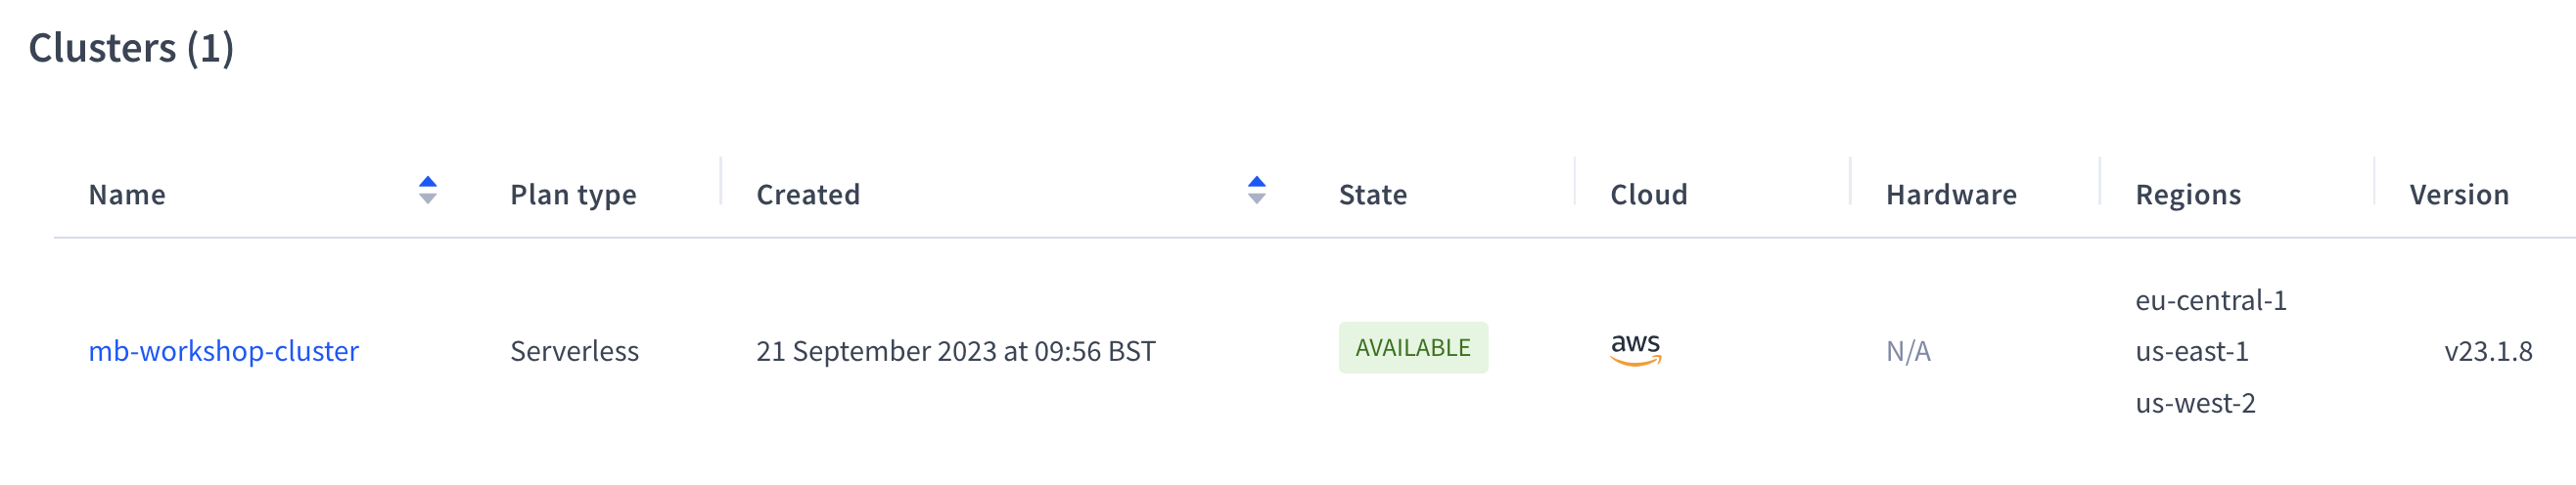 Clusters (1)
Name Plan type Created State Cloud Hardware Regions Version
eu-central-1
mb-workshop-cluster Serverless 21 September 2023 at 09:56 BST AVAILABLE aws N/A us-east-1 v23.1.8
us-west-2